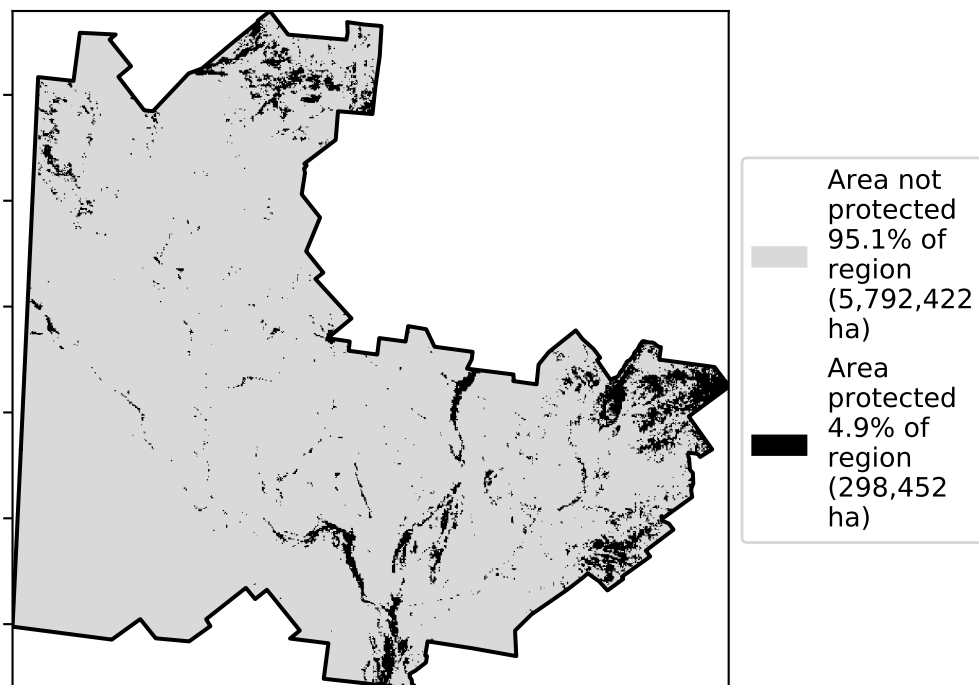 Area not
protected
95.1% of
region
(5,792,422
ha)
Area
protected
4.9% of
region
(298,452
ha)